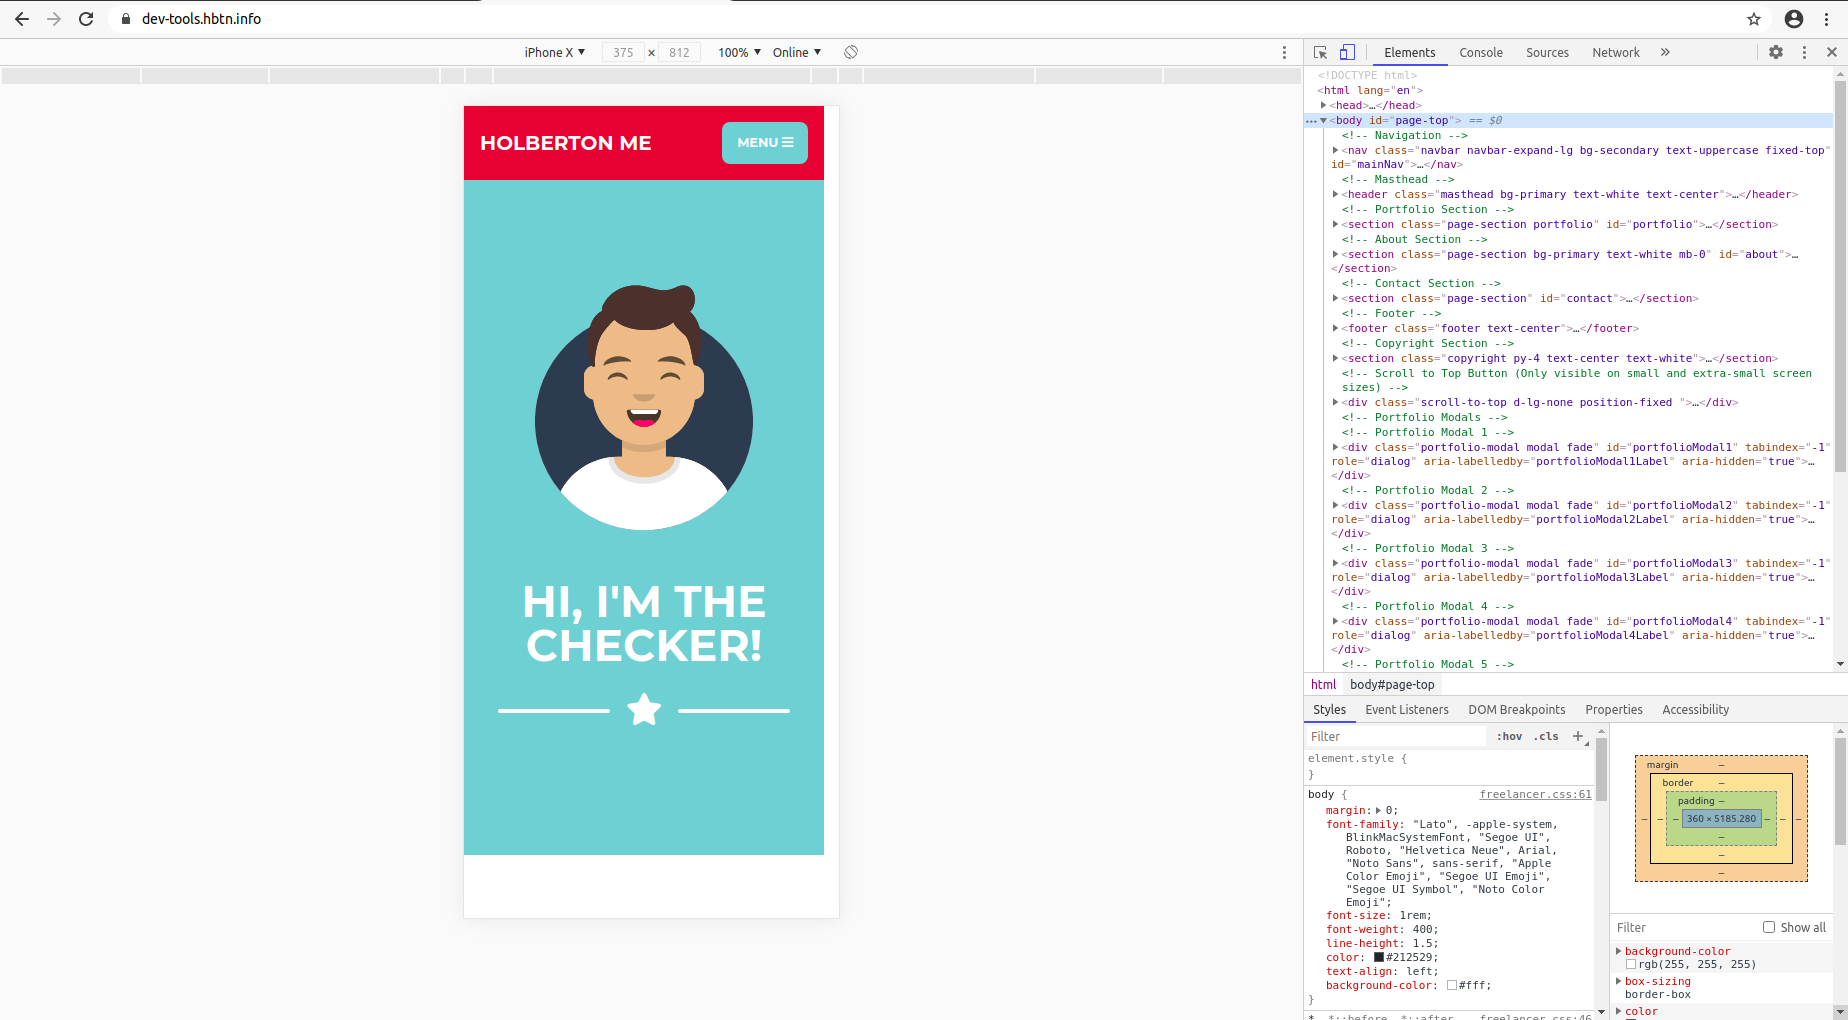 dev-tools.hbtn.info
iPhone X ▼ 375 × 812 100% ▼ Online ▼
HOLBERTON ME
MENU
HI, I'M THE
CHECKER!
Elements Console Sources Network »
<!DOCTYPE html>
<html lang="en">
<head>…</head>
<body id="page-top"> == $0
<!-- Navigation -->
<nav class="navbar navbar-expand-lg bg-secondary text-uppercase fixed-top"
id="mainNav">…</nav>
<!-- Masthead -->
<header class="masthead bg-primary text-white text-center">…</header>
<!-- Portfolio Section -->
<section class="page-section portfolio" id="portfolio">…</section>
<!-- About Section -->
<section class="page-section bg-primary text-white mb-0" id="about">…
</section>
<!-- Contact Section -->
<section class="page-section" id="contact">…</section>
<!-- Footer -->
<footer class="footer text-center">…</footer>
<!-- Copyright Section -->
<section class="copyright py-4 text-center text-white">…</section>
<!-- Scroll to Top Button (Only visible on small and extra-small screen
sizes) -->
<div class="scroll-to-top d-lg-none position-fixed ">…</div>
<!-- Portfolio Modals -->
<!-- Portfolio Modal 1 -->
<div class="portfolio-modal modal fade" id="portfolioModal1" tabindex="-1"
role="dialog" aria-labelledby="portfolioModal1Label" aria-hidden="true">…
</div>
<!-- Portfolio Modal 2 -->
<div class="portfolio-modal modal fade" id="portfolioModal2" tabindex="-1"
role="dialog" aria-labelledby="portfolioModal2Label" aria-hidden="true">…
</div>
<!-- Portfolio Modal 3 -->
<div class="portfolio-modal modal fade" id="portfolioModal3" tabindex="-1"
role="dialog" aria-labelledby="portfolioModal3Label" aria-hidden="true">…
</div>
<!-- Portfolio Modal 4 -->
<div class="portfolio-modal modal fade" id="portfolioModal4" tabindex="-1"
role="dialog" aria-labelledby="portfolioModal4Label" aria-hidden="true">…
</div>
<!-- Portfolio Modal 5 -->
html body#page-top
Styles Event Listeners DOM Breakpoints Properties Accessibility
Filter :hov .cls +
element.style {
}
body { freelancer.css:61
margin: 0;
font-family: "Lato", -apple-system,
BlinkMacSystemFont, "Segoe UI",
Roboto, "Helvetica Neue", Arial,
"Noto Sans", sans-serif, "Apple
Color Emoji", "Segoe UI Emoji",
"Segoe UI Symbol", "Noto Color
Emoji";
font-size: 1rem;
font-weight: 400;
line-height: 1.5;
color: #212529;
text-align: left;
background-color: #fff;
}
*, *::before, *::after freelancer.css:46
margin –
border –
padding –
– – – 360 × 5185.280 – – –
–
–
–
Filter Show all
background-color
rgb(255, 255, 255)
box-sizing
border-box
color